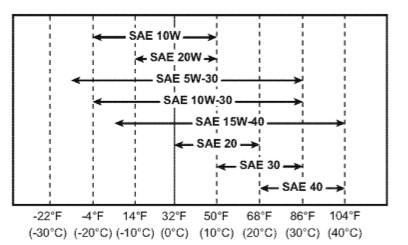 SAE 10W
SAE 20W
SAE 5W-30
SAE 10W-30
SAE 15W-40
SAE 20
SAE 30
SAE 40
-22°F -4°F 14°F 32°F 50°F 68°F 86°F 104°F
(-30°C) (-20°C) (-10°C) (0°C) (10°C) (20°C) (30°C) (40°C)